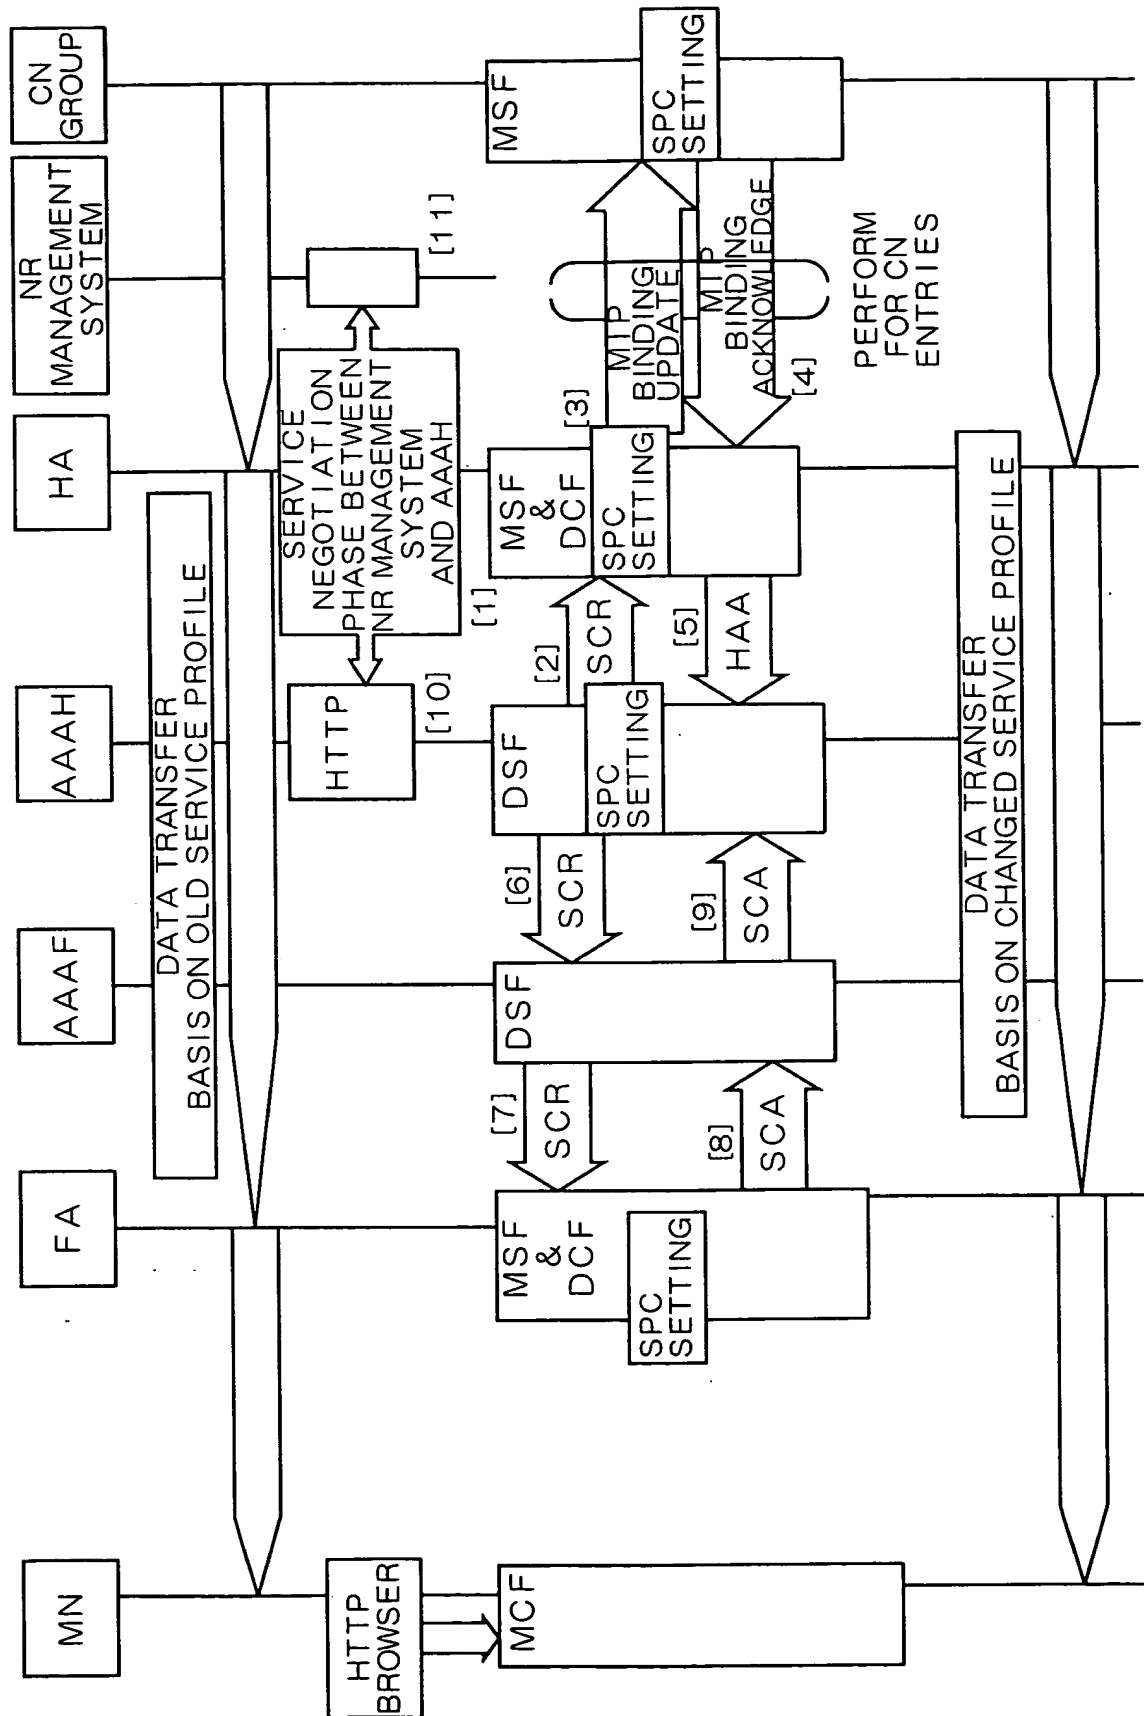 MN
FA
AAAF
AAAH
HA
NR
MANAGEMENT
SYSTEM
CN
GROUP
DATA TRANSFER
BASIS ON OLD SERVICE PROFILE
HTTP
BROWSER
HTTP
[10]
SERVICE
NEGOTIATION
PHASE BETWEEN
NR MANAGEMENT
SYSTEM
AND AAAH
[1]
[11]
MCF
MSF
&
DCF
SPC
SETTING
[7]
SCR
[8]
SCA
DSF
[6]
SCR
[9]
SCA
DSF
SPC
SETTING
[2]
SCR
[5]
HAA
MSF
&
DCF
SPC
SETTING
[3]
MIP
BINDING
UPDATE
MIP
BINDING
ACKNOWLEDGE
[4]
MSF
SPC
SETTING
PERFORM
FOR CN
ENTRIES
DATA TRANSFER
BASIS ON CHANGED SERVICE PROFILE